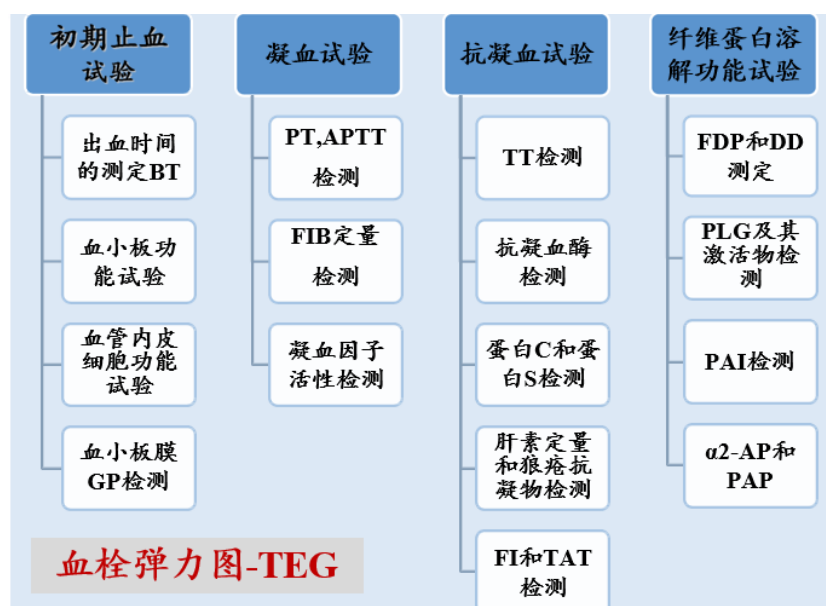 初期止血
试验
出血时间
的测定BT
血小板功
能试验
血管内皮
细胞功能
试验
血小板膜
GP检测
凝血试验
PT,APTT
检测
FIB定量
检测
凝血因子
活性检测
抗凝血试验
TT检测
抗凝血酶
检测
蛋白C和蛋
白S检测
肝素定量
和狼疮抗
凝物检测
FI和TAT
检测
纤维蛋白溶
解功能试验
FDP和DD
测定
PLG及其
激活物检
测
PAI检测
α2-AP和
PAP
血栓弹力图-TEG